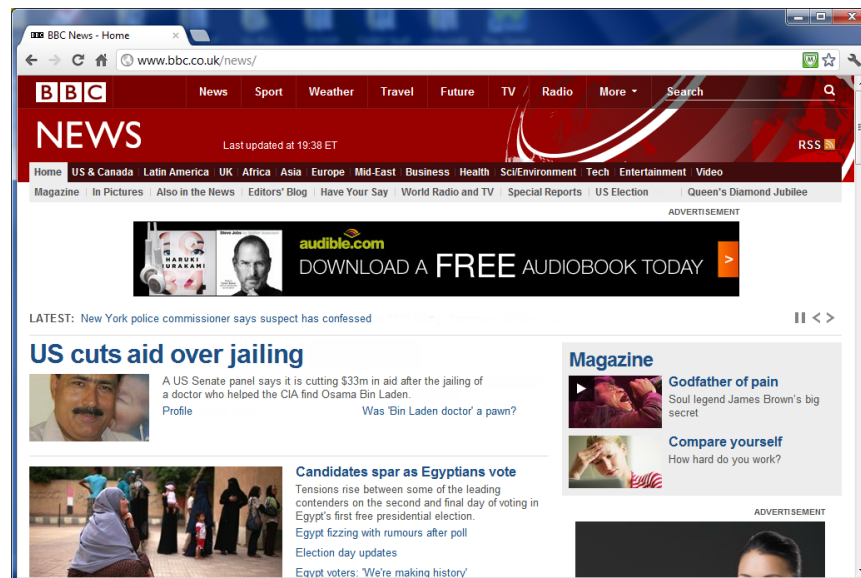 BBC News - Home
www.bbc.co.uk/news/
BBC
News Sport Weather Travel Future TV Radio More Search
NEWS
Last updated at 19:38 ET
RSS
Home US & Canada Latin America UK Africa Asia Europe Mid-East Business Health Sci/Environment Tech Entertainment Video
Magazine In Pictures Also in the News Editors' Blog Have Your Say World Radio and TV Special Reports US Election Queen's Diamond Jubilee
ADVERTISEMENT
HARUKI
MURAKAMI
Steve Jobs
audible.com
DOWNLOAD A FREE AUDIOBOOK TODAY
>
LATEST: New York police commissioner says suspect has confessed
US cuts aid over jailing
A US Senate panel says it is cutting $33m in aid after the jailing of
a doctor who helped the CIA find Osama Bin Laden.
Profile
Was 'Bin Laden doctor' a pawn?
Magazine
Godfather of pain
Soul legend James Brown's big
secret
Compare yourself
How hard do you work?
Candidates spar as Egyptians vote
Tensions rise between some of the leading
contenders on the second and final day of voting in
Egypt's first free presidential election.
Egypt fizzing with rumours after poll
Election day updates
Egypt voters: 'We're making history'
ADVERTISEMENT